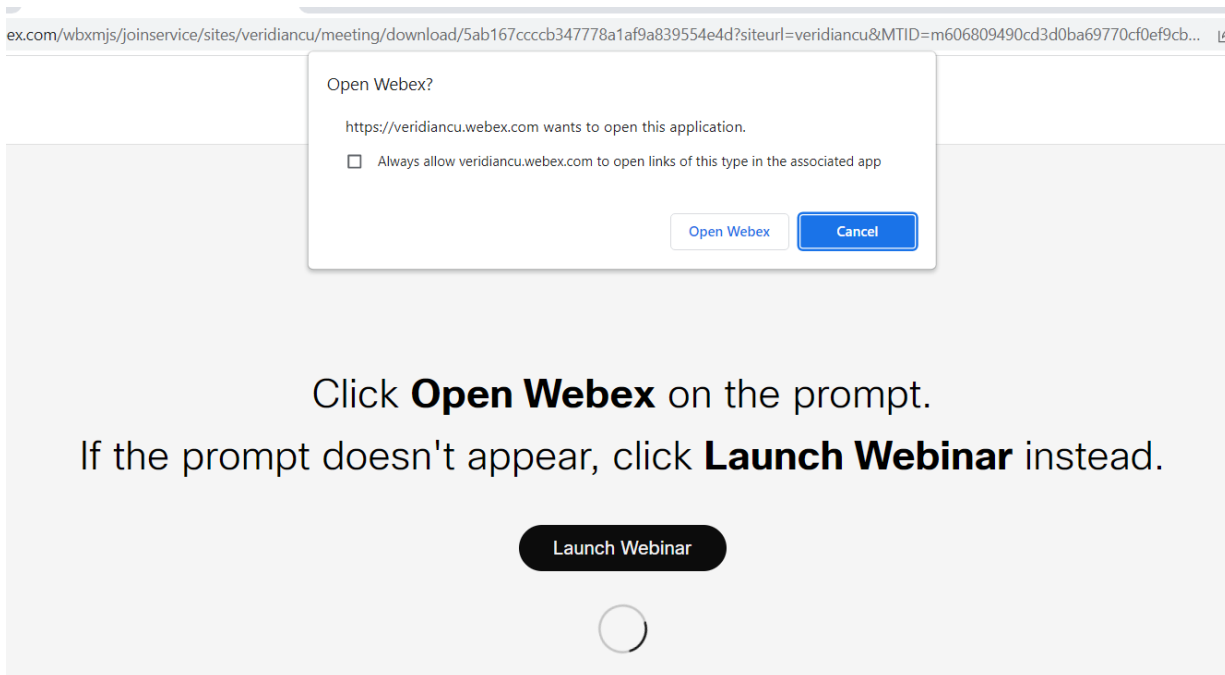 ex.com/wbxmjs/joinservice/sites/veridiancu/meeting/download/5ab167ccccb347778a1af9a839554e4d?siteurl=veridiancu&MTID=m606809490cd3d0ba69770cf0ef9cb...
Open Webex?
https://veridiancu.webex.com wants to open this application.
Always allow veridiancu.webex.com to open links of this type in the associated app
Open Webex Cancel
Click Open Webex on the prompt.
If the prompt doesn't appear, click Launch Webinar instead.
Launch Webinar